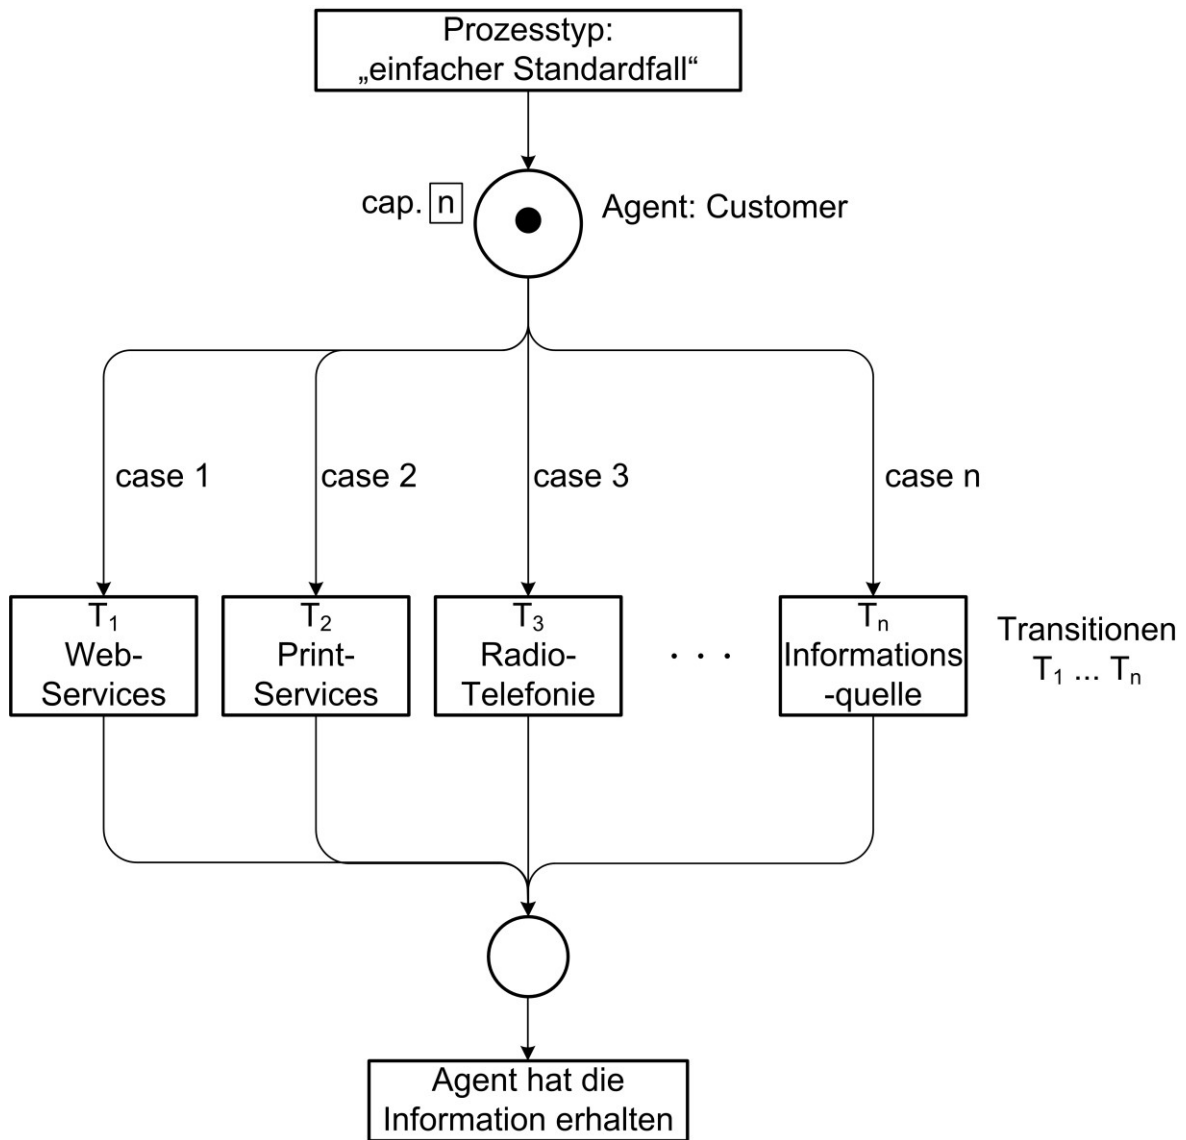 Prozesstyp:
„einfacher Standardfall“
cap. n
Agent: Customer
case 1
case 2
case 3
case n
T₁
Web-
Services
T₂
Print-
Services
T₃
Radio-
Telefonie
. . .
Tₙ
Informations
-quelle
Transitionen
T₁ ... Tₙ
Agent hat die
Information erhalten